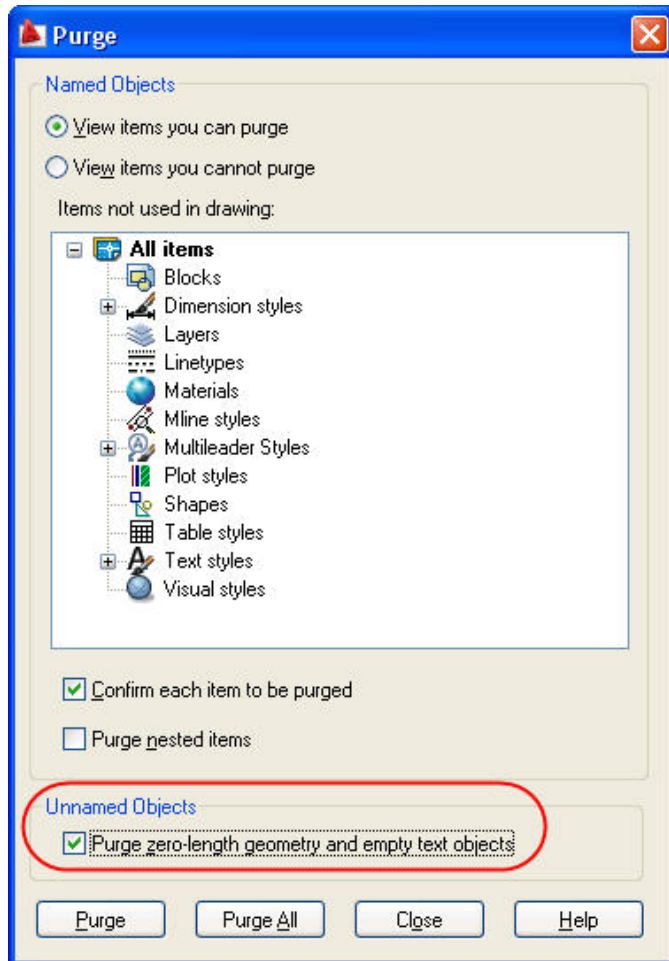 Purge
Named Objects
View items you can purge
View items you cannot purge
Items not used in drawing:
All items
Blocks
Dimension styles
Layers
Linetypes
Materials
Mline styles
Multileader Styles
Plot styles
Shapes
Table styles
Text styles
Visual styles
Confirm each item to be purged
Purge nested items
Unnamed Objects
Purge zero-length geometry and empty text objects
Purge Purge All Close Help